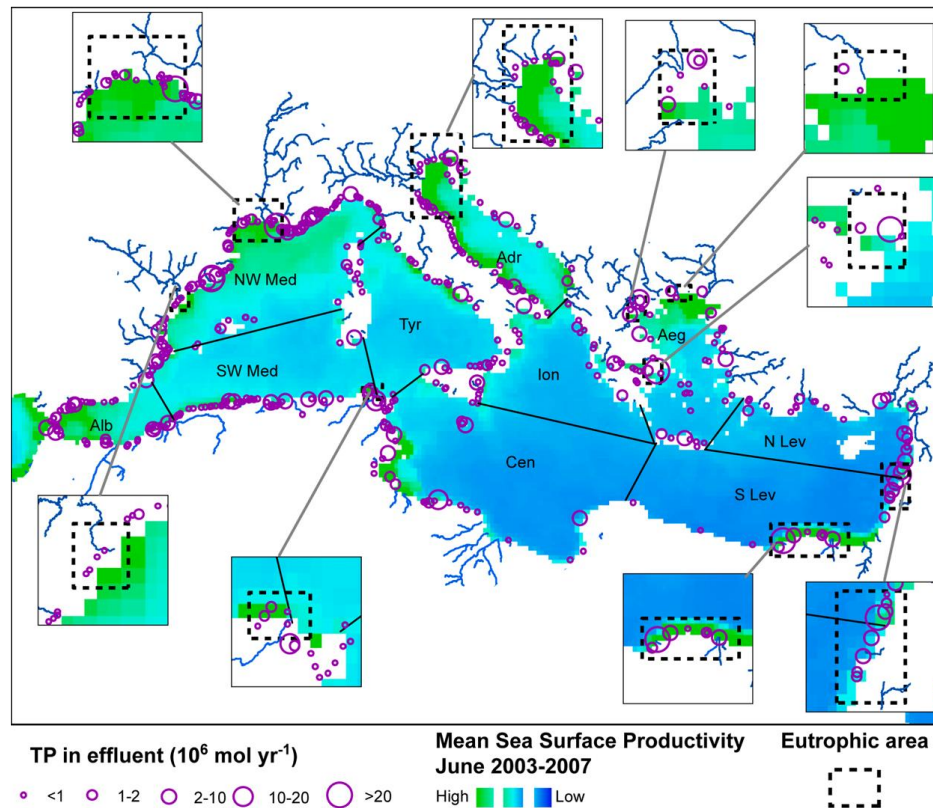 Adr
NW Med
Tyr
Aeg
SW Med
Ion
Alb
Cen
N Lev
S Lev
TP in effluent (10⁶ mol yr⁻¹)
<1 1-2 2-10 10-20 >20
Mean Sea Surface Productivity
June 2003-2007
High Low
Eutrophic area